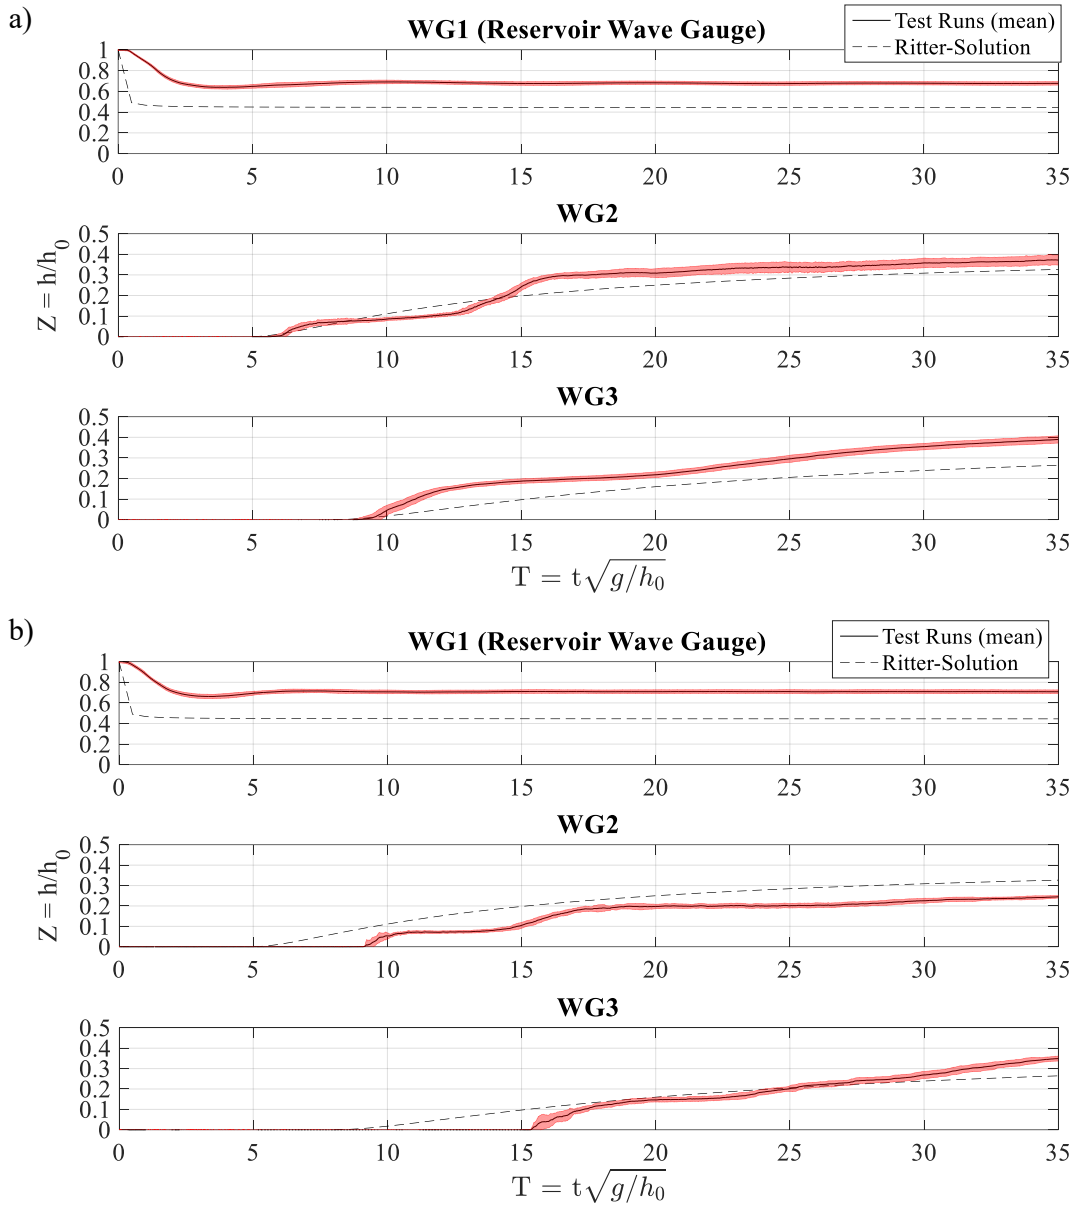 a)
WG1 (Reservoir Wave Gauge)
Test Runs (mean)
Ritter-Solution
1
0.8
0.6
0.4
0.2
0
0 5 10 15 20 25 30 35
WG2
Z = h/h₀
0.5
0.4
0.3
0.2
0.1
0
0 5 10 15 20 25 30 35
WG3
0.5
0.4
0.3
0.2
0.1
0
0 5 10 15 20 25 30 35
T = t√g/h₀
b)
WG1 (Reservoir Wave Gauge)
Test Runs (mean)
Ritter-Solution
1
0.8
0.6
0.4
0.2
0
0 5 10 15 20 25 30 35
WG2
Z = h/h₀
0.5
0.4
0.3
0.2
0.1
0
0 5 10 15 20 25 30 35
WG3
0.5
0.4
0.3
0.2
0.1
0
0 5 10 15 20 25 30 35
T = t√g/h₀